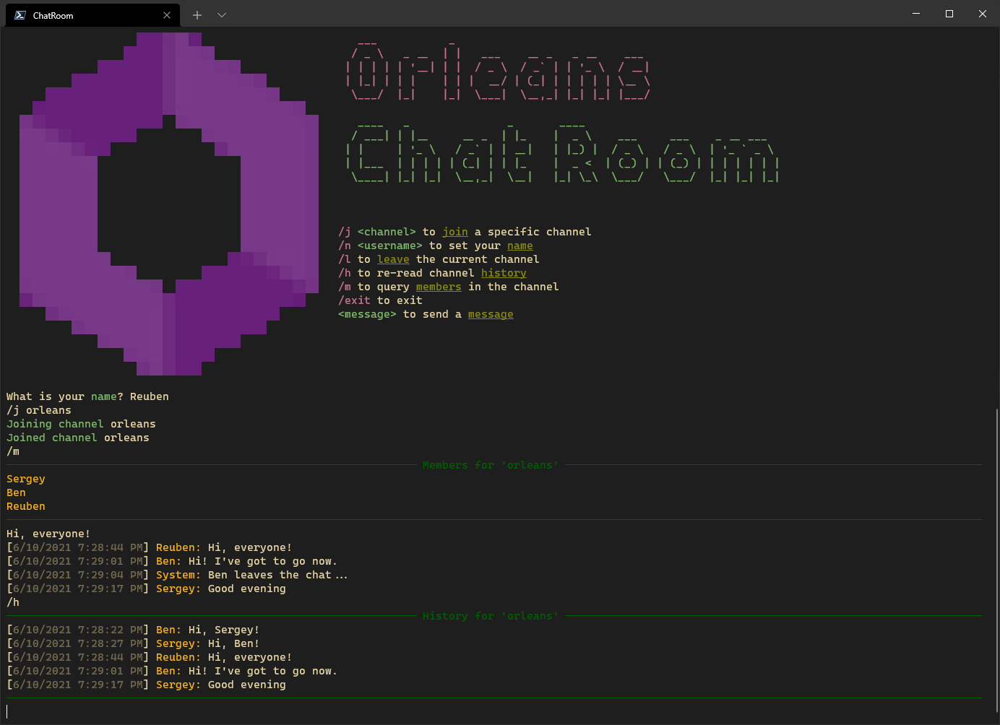 ChatRoom
Orleans
Chat Room
/j <channel> to join a specific channel
/n <username> to set your name
/l to leave the current channel
/h to re-read channel history
/m to query members in the channel
/exit to exit
<message> to send a message
What is your name? Reuben
/j orleans
Joining channel orleans
Joined channel orleans
/m
Members for 'orleans'
Sergey
Ben
Reuben
Hi, everyone!
[6/10/2021 7:28:44 PM] Reuben: Hi, everyone!
[6/10/2021 7:29:01 PM] Ben: Hi! I've got to go now.
[6/10/2021 7:29:04 PM] System: Ben leaves the chat...
[6/10/2021 7:29:17 PM] Sergey: Good evening
/h
History for 'orleans'
[6/10/2021 7:28:22 PM] Ben: Hi, Sergey!
[6/10/2021 7:28:27 PM] Sergey: Hi, Ben!
[6/10/2021 7:28:44 PM] Reuben: Hi, everyone!
[6/10/2021 7:29:01 PM] Ben: Hi! I've got to go now.
[6/10/2021 7:29:17 PM] Sergey: Good evening